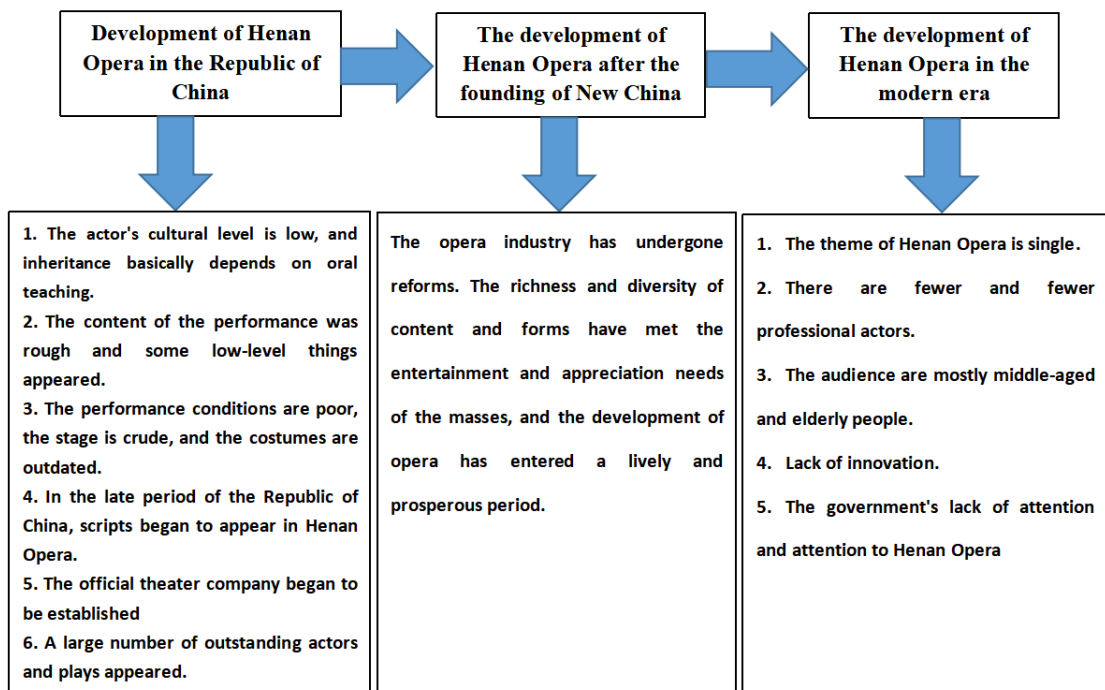 Development of Henan
Opera in the Republic of
China
The development of
Henan Opera after the
founding of New China
The development of
Henan Opera in the
modern era
1. The actor's cultural level is low, and
inheritance basically depends on oral
teaching.
2. The content of the performance was
rough and some low-level things
appeared.
3. The performance conditions are poor,
the stage is crude, and the costumes are
outdated.
4. In the late period of the Republic of
China, scripts began to appear in Henan
Opera.
5. The official theater company began to
be established
6. A large number of outstanding actors
and plays appeared.
The opera industry has undergone
reforms. The richness and diversity of
content and forms have met the
entertainment and appreciation needs
of the masses, and the development of
opera has entered a lively and
prosperous period.
1. The theme of Henan Opera is single.
2. There are fewer and fewer
professional actors.
3. The audience are mostly middle-aged
and elderly people.
4. Lack of innovation.
5. The government's lack of attention
and attention to Henan Opera